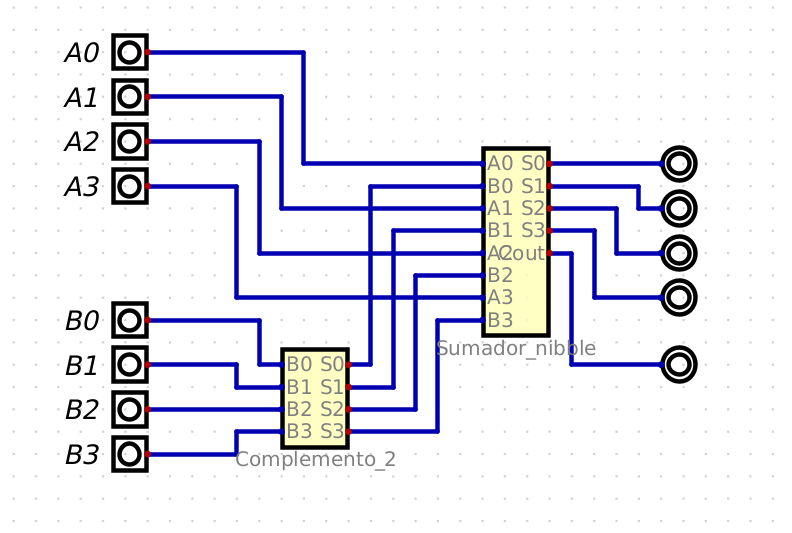 A0
A1
A2
A3
A0 S0
B0 S1
A1 S2
B1 S3
A2 Cout
B2
A3
B3
Sumador_nibble
B0
B1
B2
B3
B0 S0
B1 S1
B2 S2
B3 S3
Complemento_2